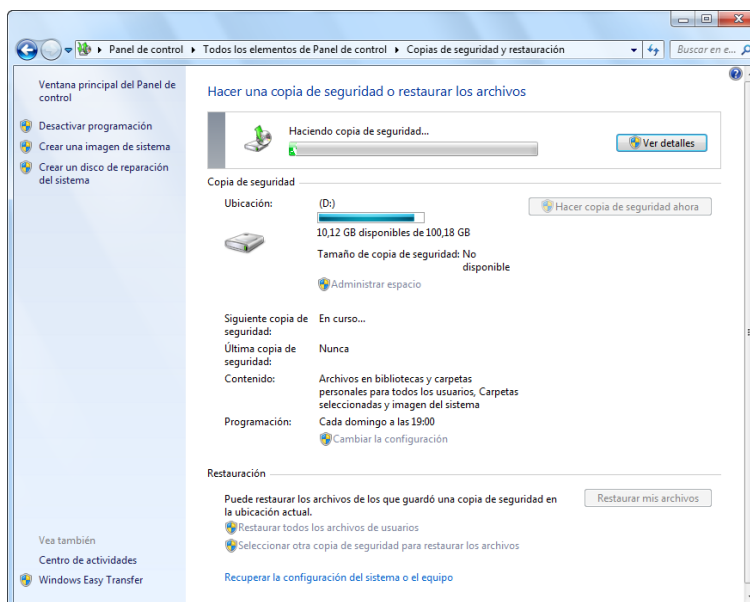 Panel de control ▸ Todos los elementos de Panel de control ▸ Copias de seguridad y restauración
Buscar en e...
Ventana principal del Panel de
control
Desactivar programación
Crear una imagen de sistema
Crear un disco de reparación
del sistema
Hacer una copia de seguridad o restaurar los archivos
Haciendo copia de seguridad...
Ver detalles
Copia de seguridad
Ubicación:
(D:)
Hacer copia de seguridad ahora
10,12 GB disponibles de 100,18 GB
Tamaño de copia de seguridad: No
disponible
Administrar espacio
Siguiente copia de
seguridad:
En curso...
Última copia de
seguridad:
Nunca
Contenido:
Archivos en bibliotecas y carpetas
personales para todos los usuarios, Carpetas
seleccionadas y imagen del sistema
Programación:
Cada domingo a las 19:00
Cambiar la configuración
Restauración
Puede restaurar los archivos de los que guardó una copia de seguridad en
la ubicación actual.
Restaurar mis archivos
Restaurar todos los archivos de usuarios
Seleccionar otra copia de seguridad para restaurar los archivos
Recuperar la configuración del sistema o el equipo
Vea también
Centro de actividades
Windows Easy Transfer